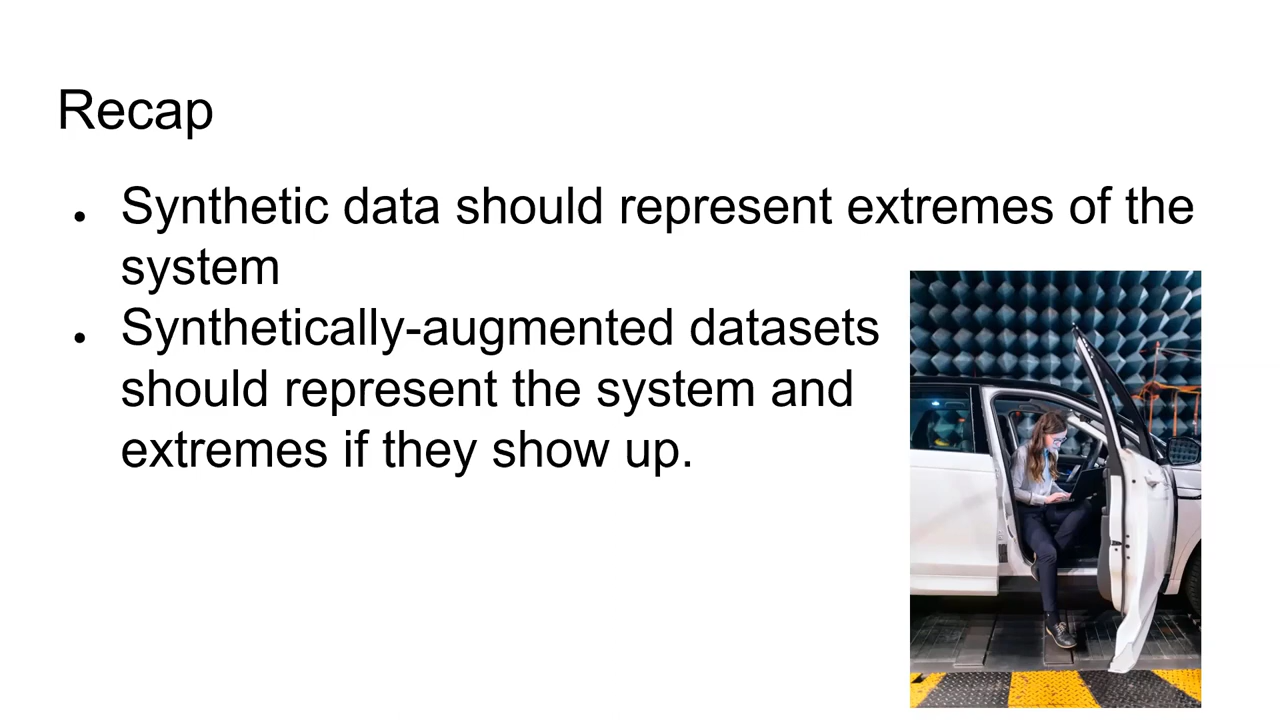 Recap
• Synthetic data should represent extremes of the
system
• Synthetically-augmented datasets
should represent the system and
extremes if they show up.